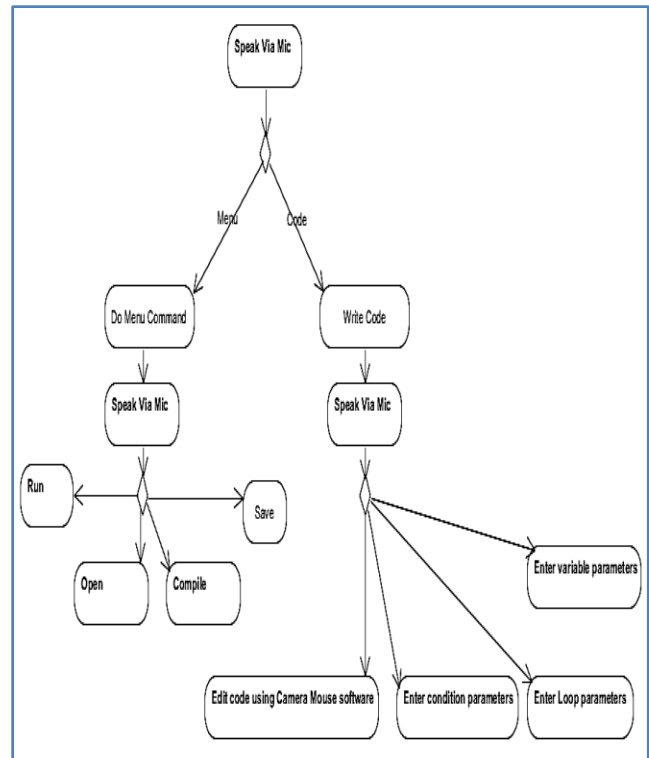 Speak Via Mic
Menu
Code
Do Menu Command
Write Code
Speak Via Mic
Speak Via Mic
Run
Save
Open
Compile
Enter variable parameters
Edit code using Camera Mouse software
Enter condition parameters
Enter Loop parameters